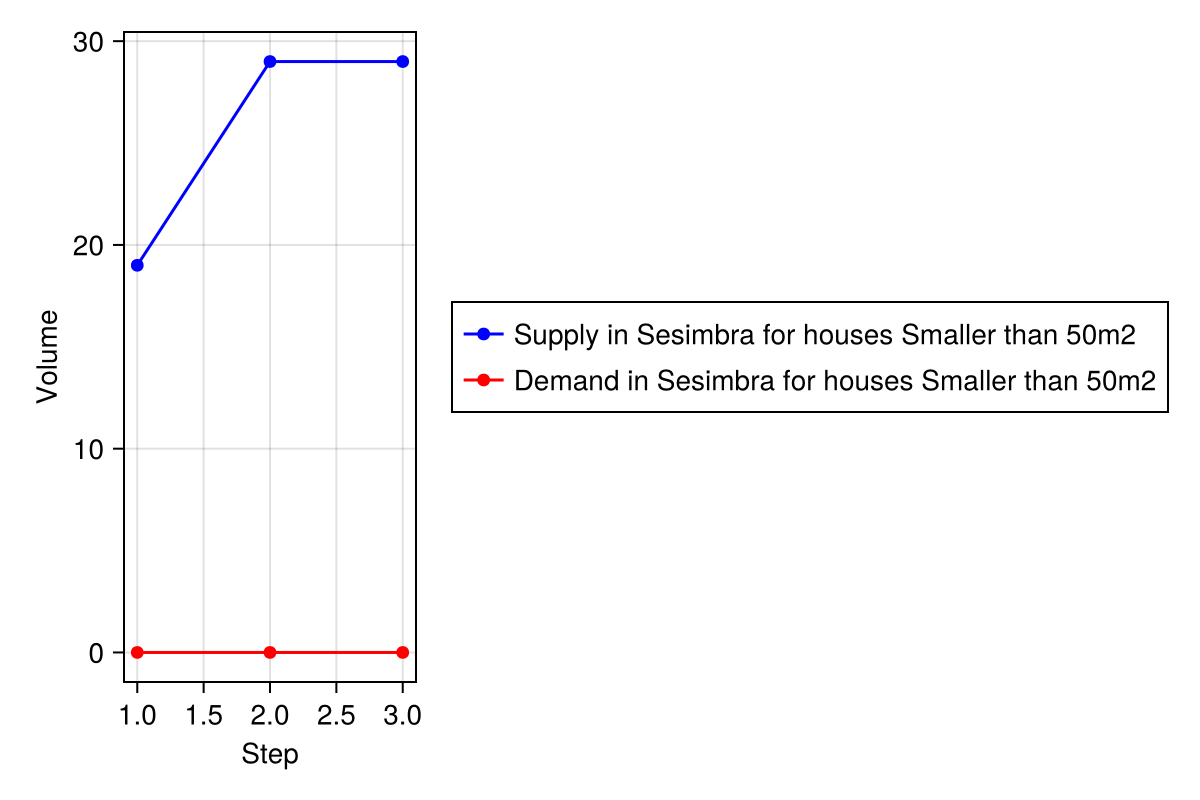 30
20
10
0
Volume
1.0 1.5 2.0 2.5 3.0
Step
Supply in Sesimbra for houses Smaller than 50m2
Demand in Sesimbra for houses Smaller than 50m2